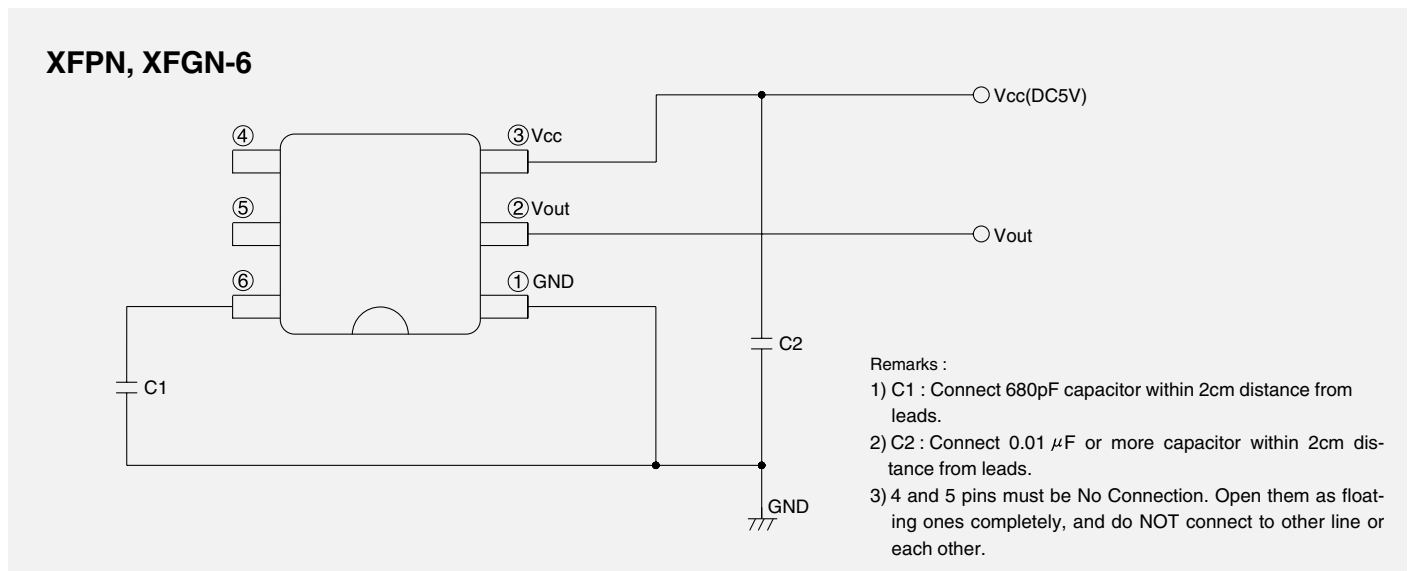 XFPN, XFGN-6
Vcc(DC5V)
④
③Vcc
⑤
②Vout
Vout
⑥
① GND
C2
C1
GND
Remarks :
1) C1 : Connect 680pF capacitor within 2cm distance from
leads.
2) C2 : Connect 0.01 μF or more capacitor within 2cm dis-
tance from leads.
3) 4 and 5 pins must be No Connection. Open them as float-
ing ones completely, and do NOT connect to other line or
each other.